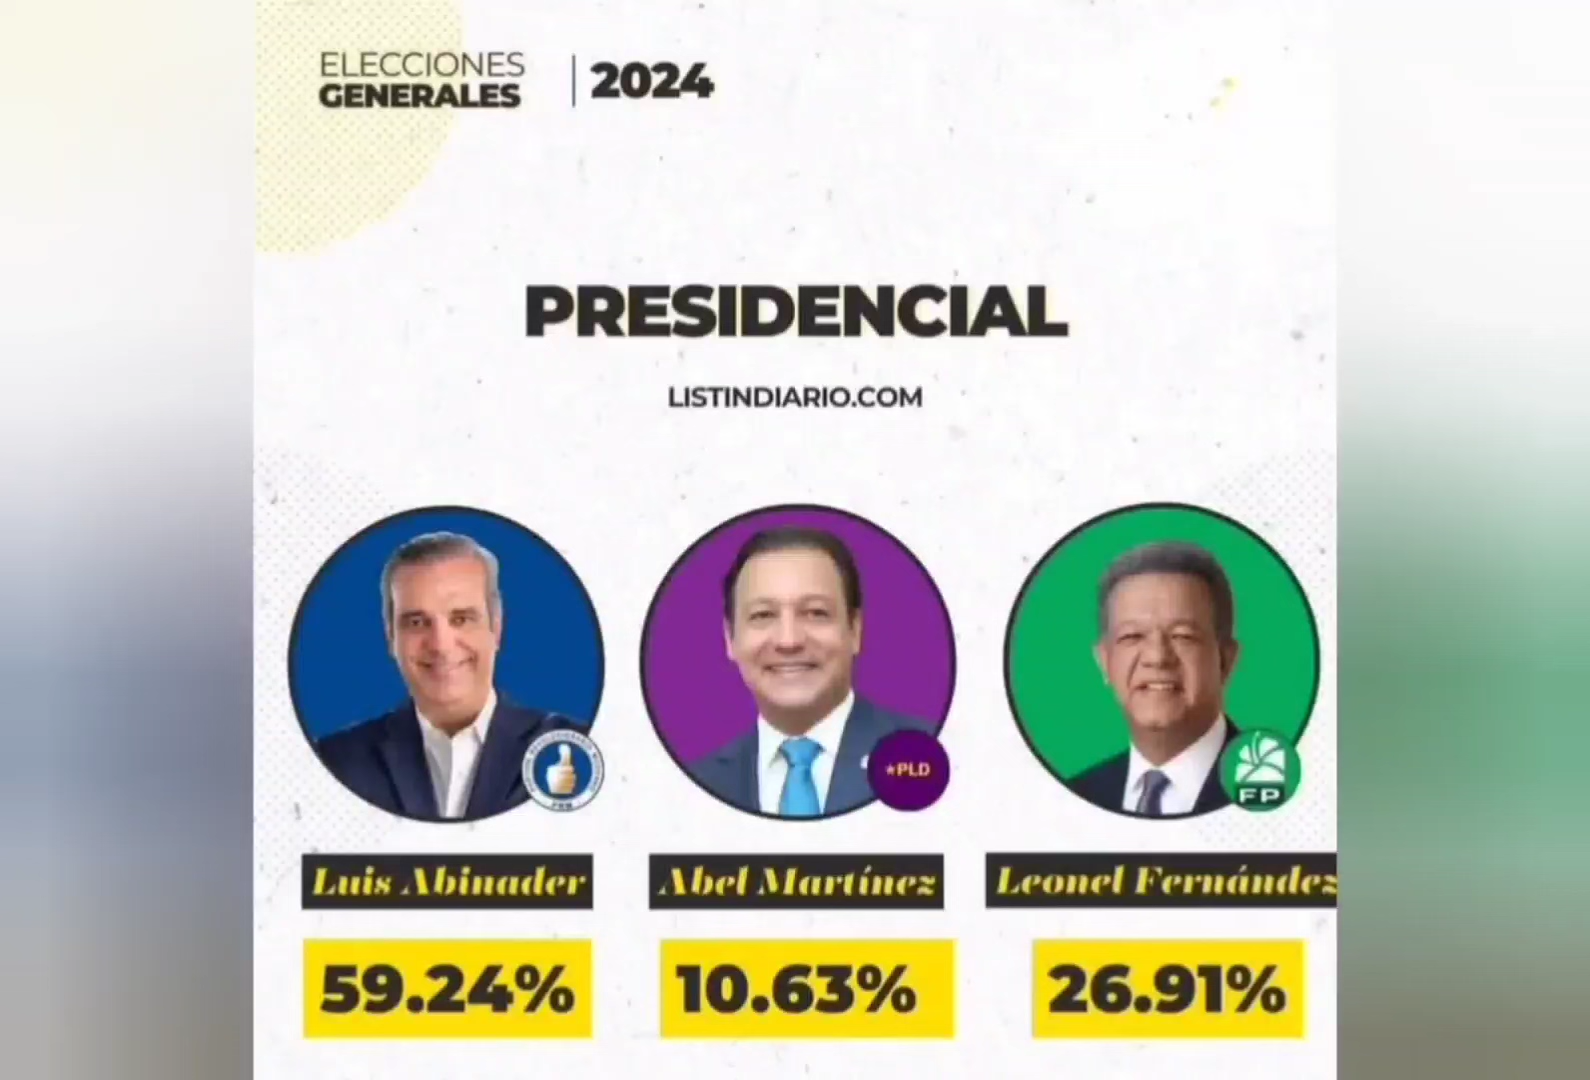 ELECCIONES
GENERALES
2024
PRESIDENCIAL
LISTINDIARIO.COM
★PLD
FP
Luis Abinader
Abel Martínez
Leonel Fernández
59.24%
10.63%
26.91%